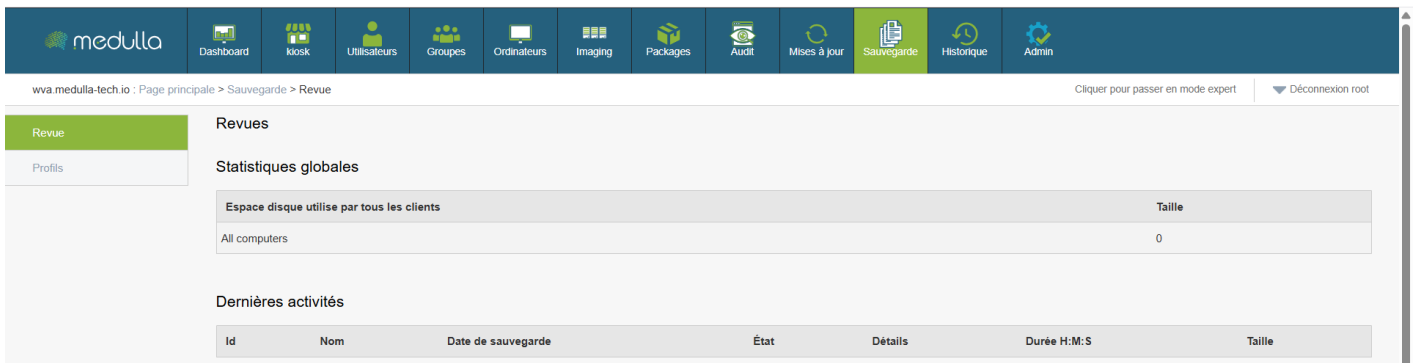 medulla
Dashboard
kiosk
Utilisateurs
Groupes
Ordinateurs
Imaging
Packages
Audit
Mises à jour
Sauvegarde
Historique
Admin
wva.medulla-tech.io : Page principale > Sauvegarde > Revue
Cliquer pour passer en mode expert
Déconnexion root
Revue
Profils
Revues
Statistiques globales
Espace disque utilise par tous les clients Taille
All computers 0
Dernières activités
Id Nom Date de sauvegarde État Détails Durée H:M:S Taille